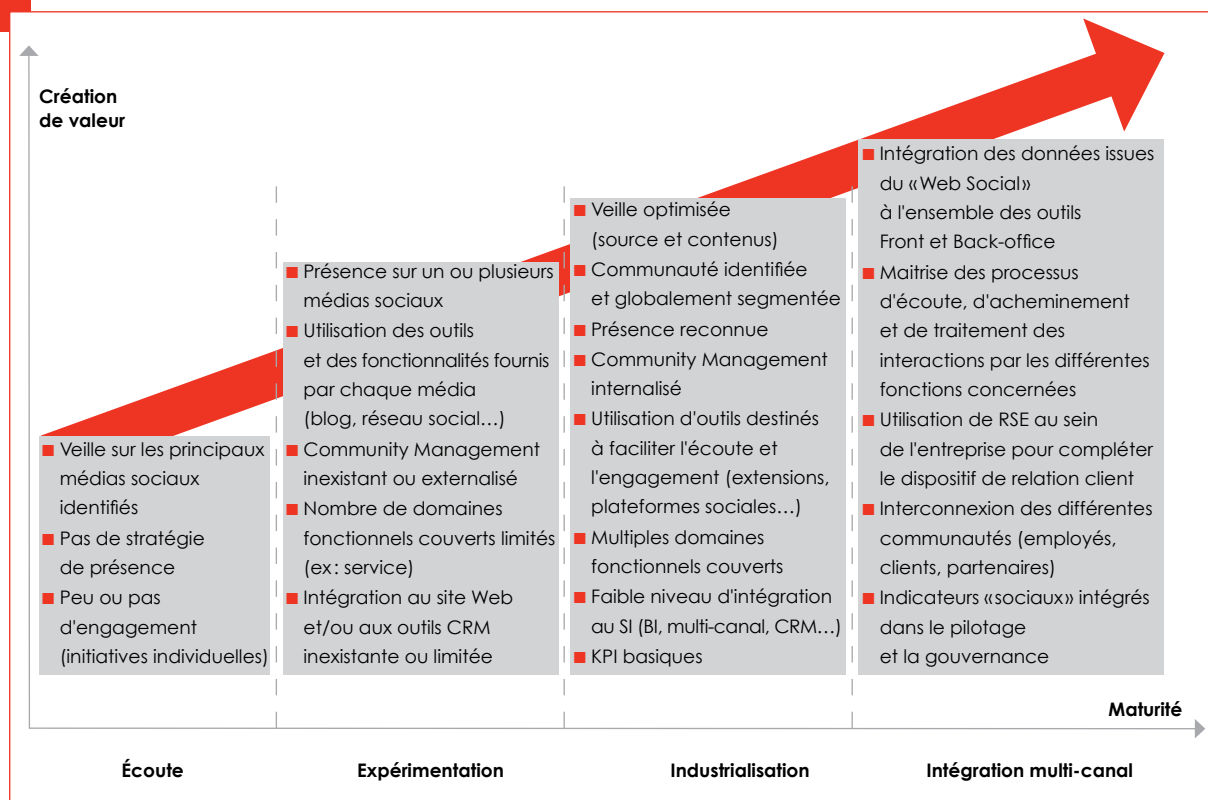 Création
de valeur
■ Veille sur les principaux
médias sociaux
identifiés
■ Pas de stratégie
de présence
■ Peu ou pas
d'engagement
(initiatives individuelles)
■ Présence sur un ou plusieurs
médias sociaux
■ Utilisation des outils
et des fonctionnalités fournis
par chaque média
(blog, réseau social…)
■ Community Management
inexistant ou externalisé
■ Nombre de domaines
fonctionnels couverts limités
(ex : service)
■ Intégration au site Web
et/ou aux outils CRM
inexistante ou limitée
■ Veille optimisée
(source et contenus)
■ Communauté identifiée
et globalement segmentée
■ Présence reconnue
■ Community Management
internalisé
■ Utilisation d'outils destinés
à faciliter l'écoute et
l'engagement (extensions,
plateformes sociales…)
■ Multiples domaines
fonctionnels couverts
■ Faible niveau d'intégration
au SI (BI, multi-canal, CRM…)
■ KPI basiques
■ Intégration des données issues
du «Web Social»
à l'ensemble des outils
Front et Back-office
■ Maitrise des processus
d'écoute, d'acheminement
et de traitement des
interactions par les différentes
fonctions concernées
■ Utilisation de RSE au sein
de l'entreprise pour compléter
le dispositif de relation client
■ Interconnexion des différentes
communautés (employés,
clients, partenaires)
■ Indicateurs «sociaux» intégrés
dans le pilotage
et la gouvernance
Maturité
Écoute
Expérimentation
Industrialisation
Intégration multi-canal